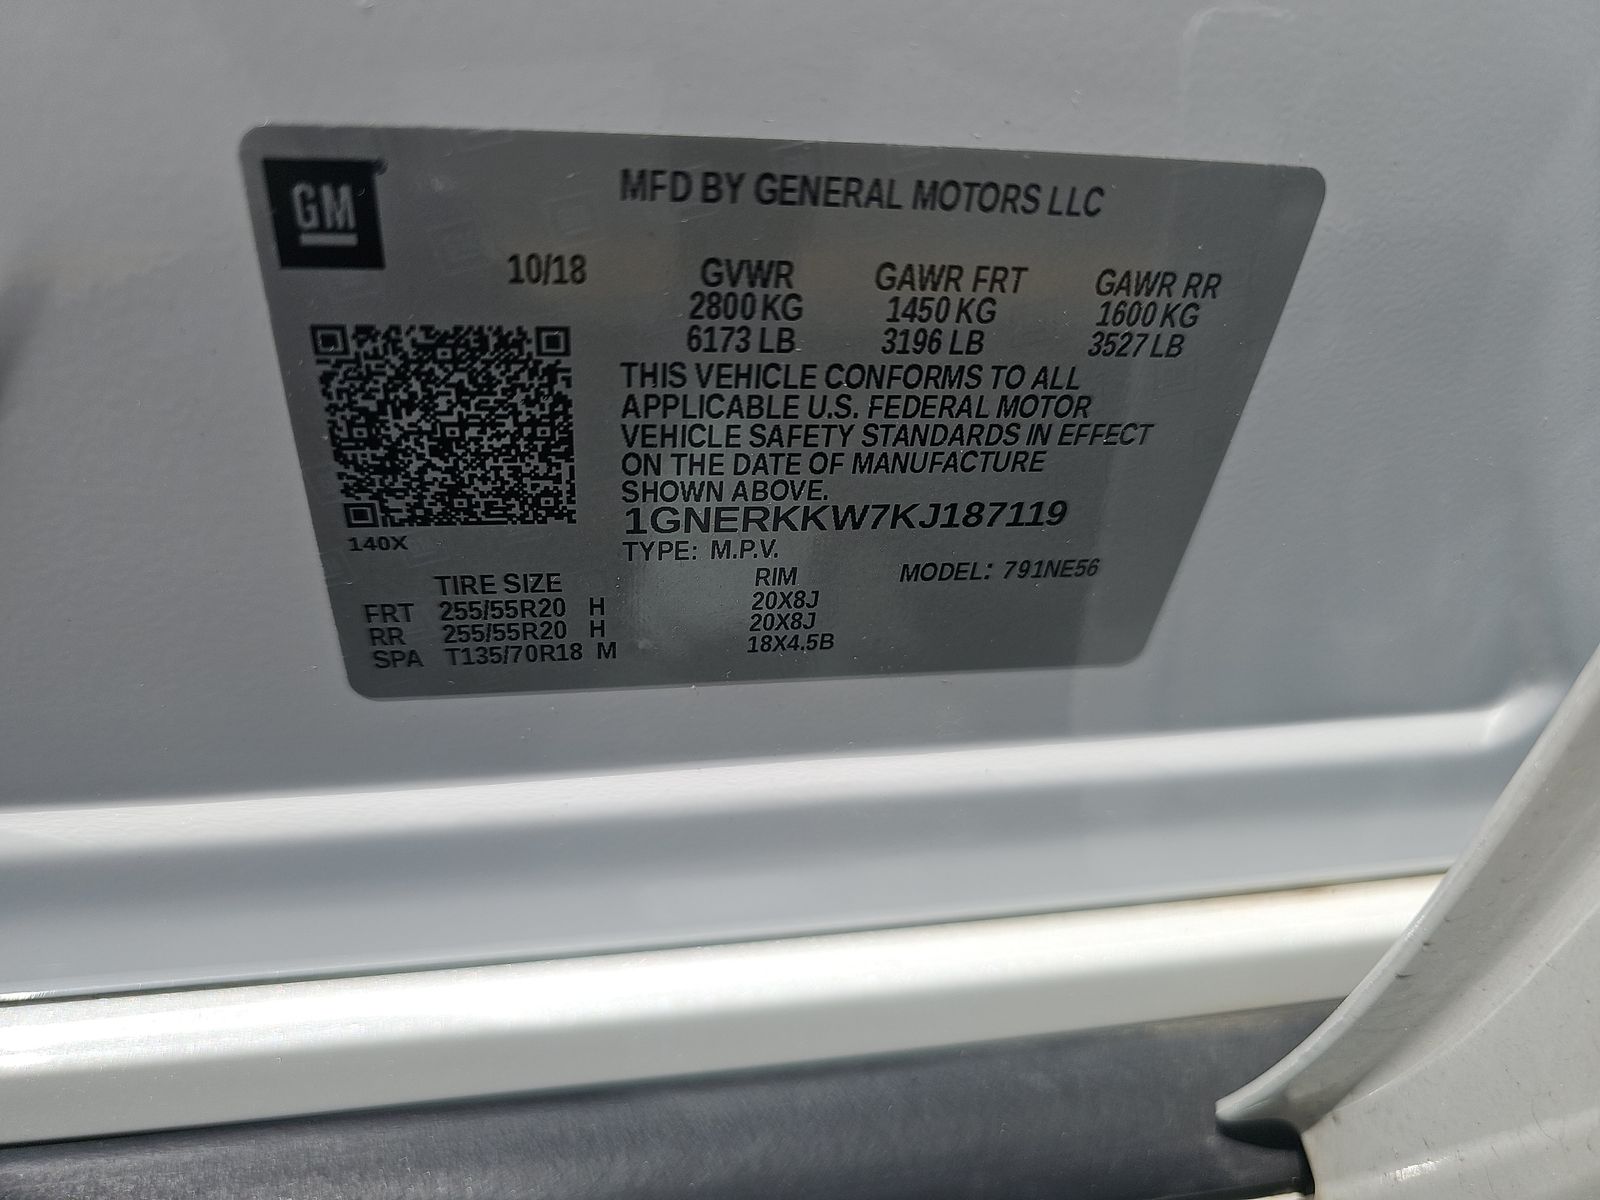 GM
MFD BY GENERAL MOTORS LLC
10/18 GVWR GAWR FRT GAWR RR
2800 KG 1450 KG 1600 KG
6173 LB 3196 LB 3527 LB
THIS VEHICLE CONFORMS TO ALL
APPLICABLE U.S. FEDERAL MOTOR
VEHICLE SAFETY STANDARDS IN EFFECT
ON THE DATE OF MANUFACTURE
SHOWN ABOVE.
1GNERKKW7KJ187119
140X
TYPE: M.P.V. MODEL: 791NE56
TIRE SIZE RIM
FRT 255/55R20 H 20X8J
RR 255/55R20 H 20X8J
SPA T135/70R18 M 18X4.5B